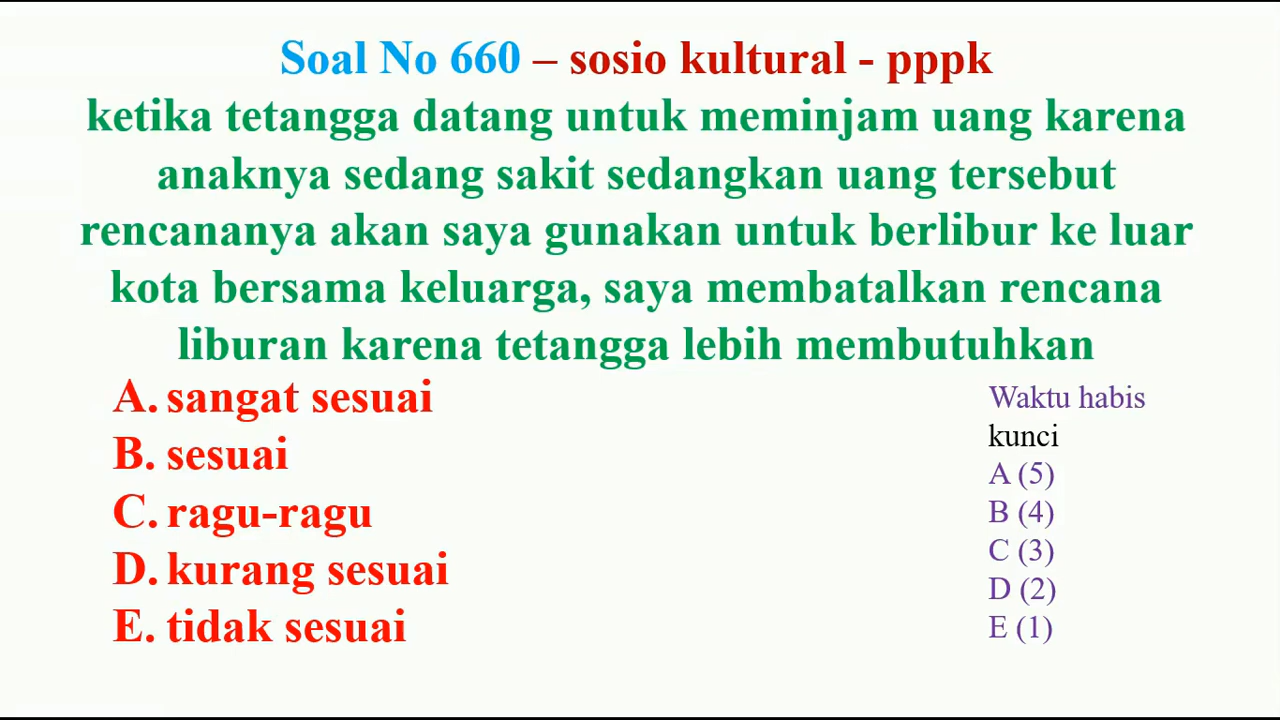 Soal No 660 – sosio kultural - pppk
ketika tetangga datang untuk meminjam uang karena
anaknya sedang sakit sedangkan uang tersebut
rencananya akan saya gunakan untuk berlibur ke luar
kota bersama keluarga, saya membatalkan rencana
liburan karena tetangga lebih membutuhkan
A. sangat sesuai
B. sesuai
C. ragu-ragu
D. kurang sesuai
E. tidak sesuai
Waktu habis
kunci
A (5)
B (4)
C (3)
D (2)
E (1)